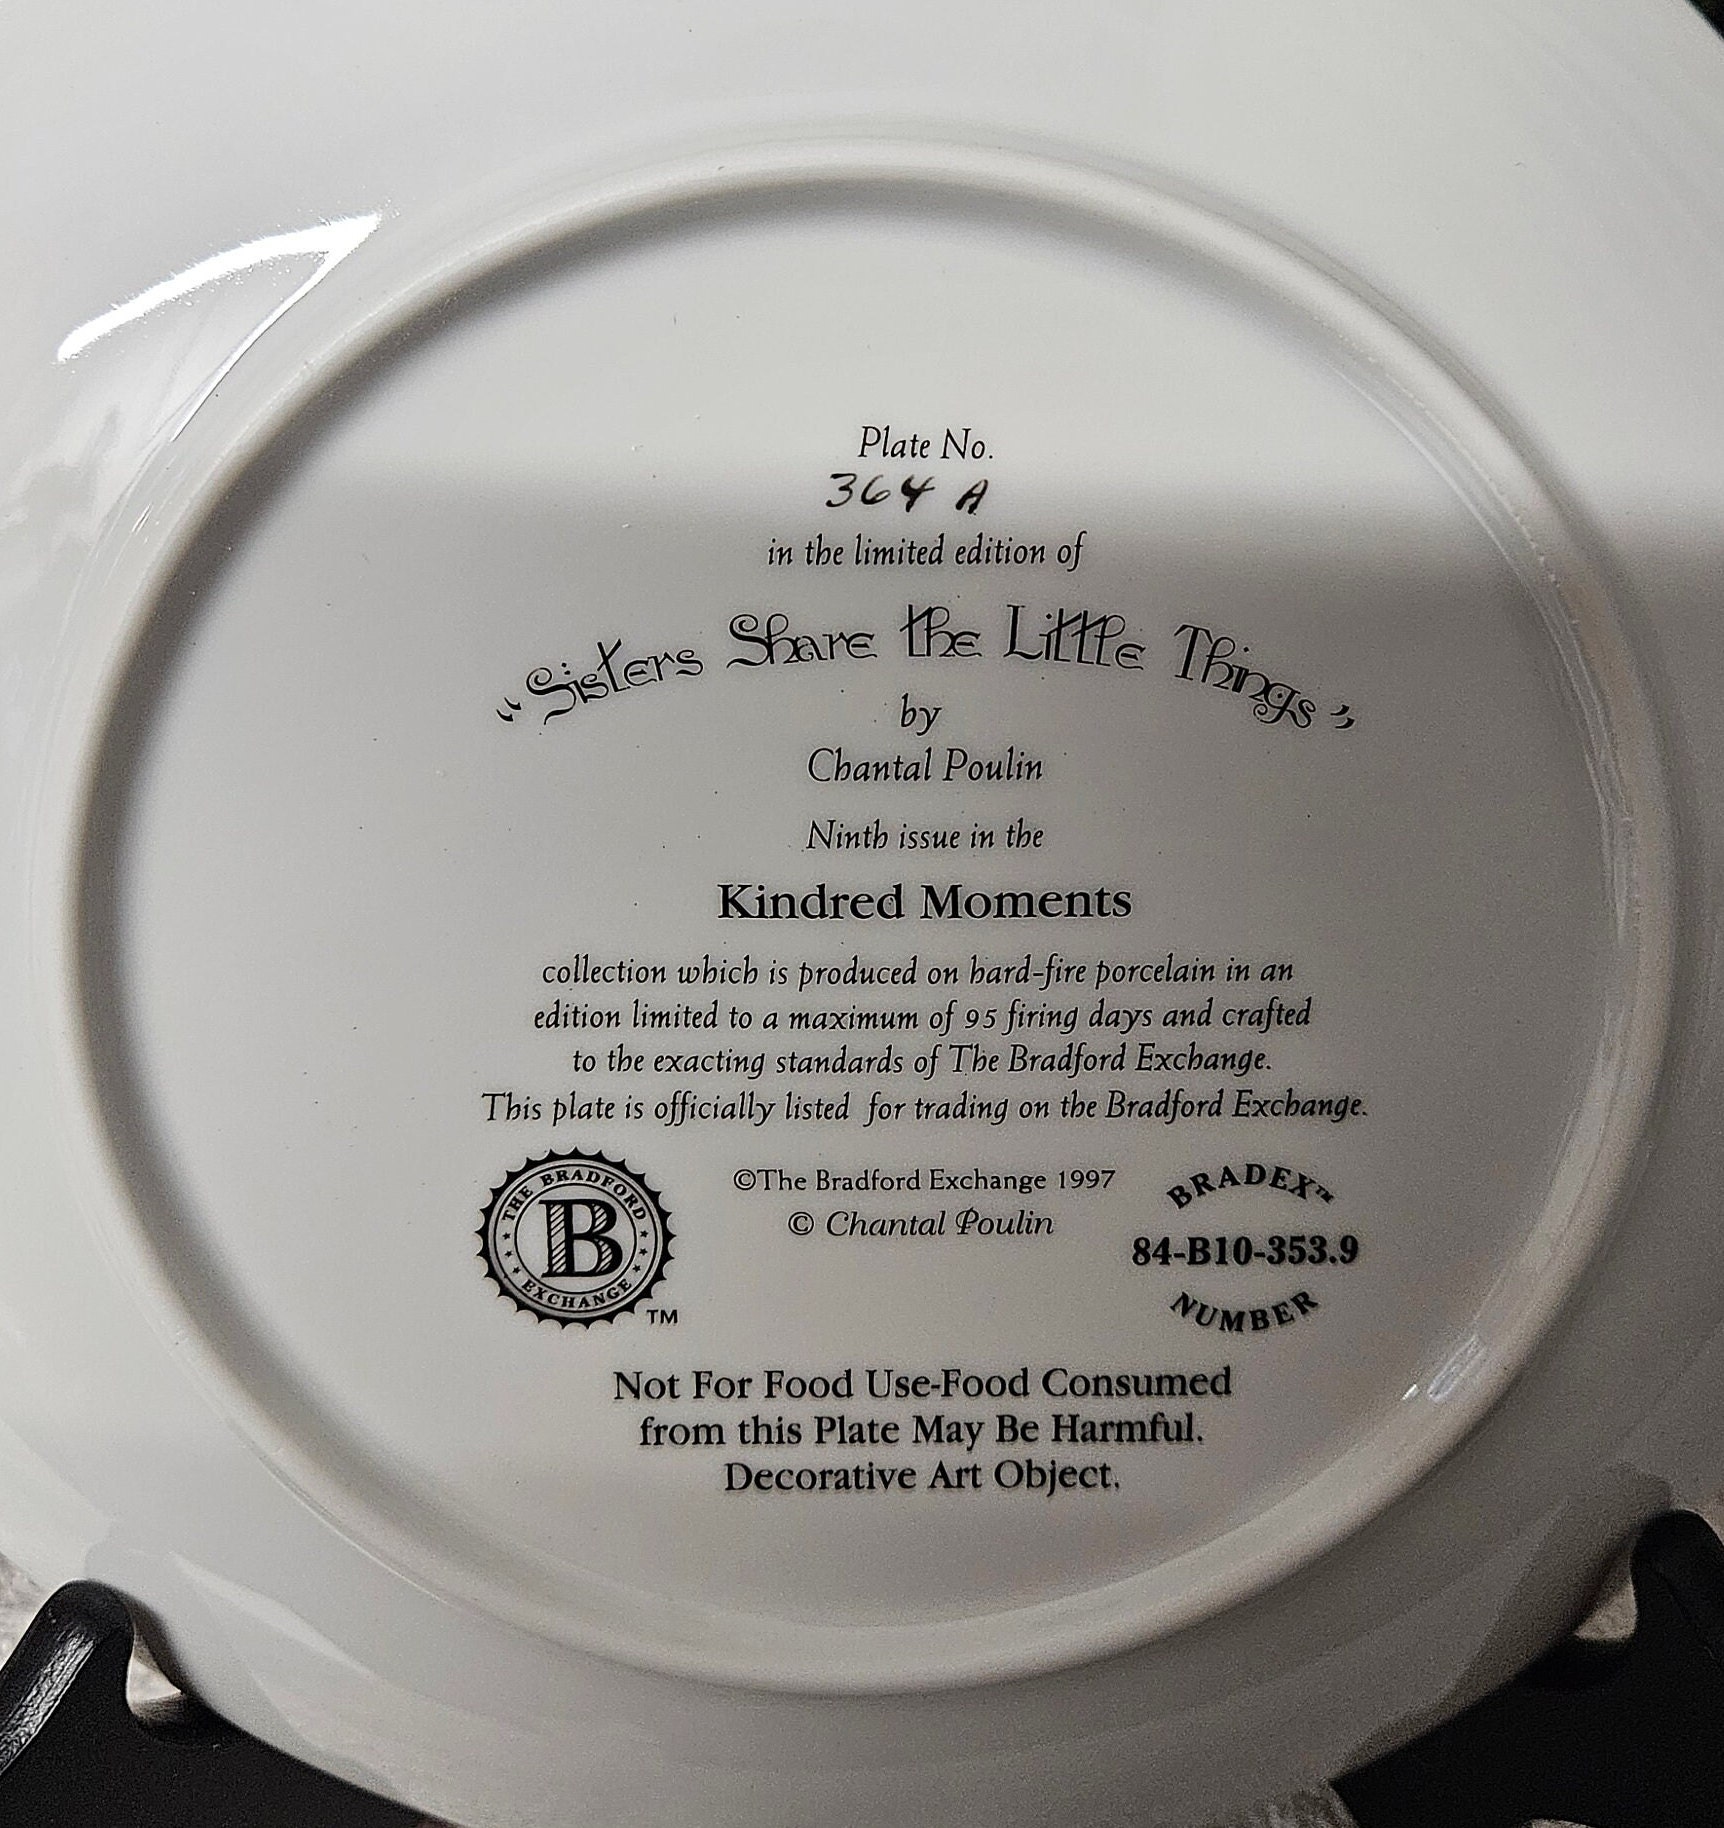 Plate No.
364 A
in the limited edition of
"Sisters Share the Little Things"
by
Chantal Poulin
Ninth issue in the
Kindred Moments
collection which is produced on hard-fire porcelain in an
edition limited to a maximum of 95 firing days and crafted
to the exacting standards of The Bradford Exchange.
This plate is officially listed for trading on the Bradford Exchange.
THE BRADFORD
B
EXCHANGE
TM
©The Bradford Exchange 1997
© Chantal Poulin
BRADEX™
84-B10-353.9
NUMBER
Not For Food Use-Food Consumed
from this Plate May Be Harmful.
Decorative Art Object.